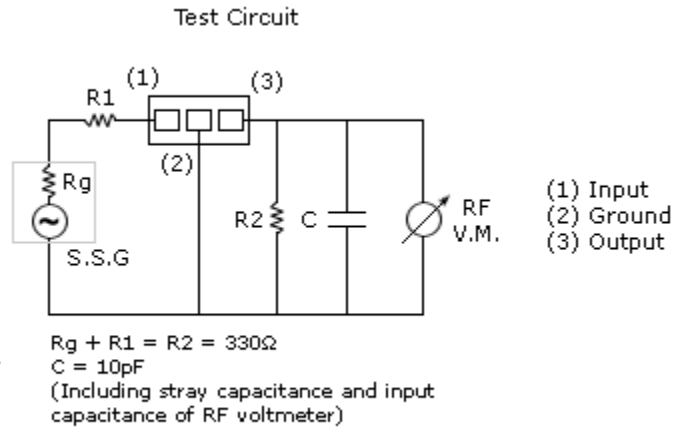 Test Circuit
(1)
(3)
R1
(2)
Rg
R2
C
RF
V.M.
S.S.G
(1) Input
(2) Ground
(3) Output
Rg + R1 = R2 = 330Ω
C = 10pF
(Including stray capacitance and input
capacitance of RF voltmeter)